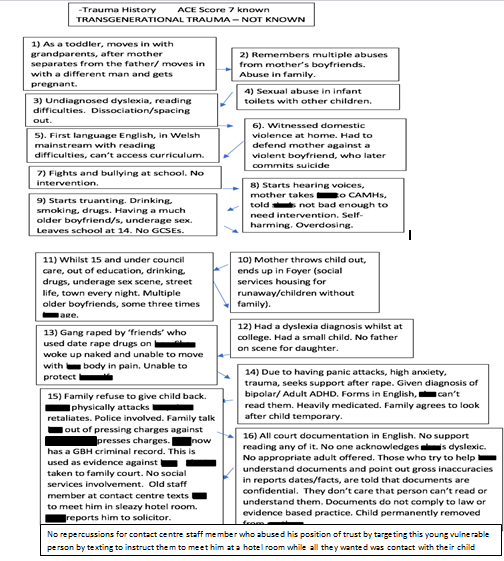 -Trauma History ACE Score 7 known
TRANSGENERATIONAL TRAUMA – NOT KNOWN
1) As a toddler, moves in with
grandparents, after mother
separates from the father/ moves in
with a different man and gets
pregnant.
2) Remembers multiple abuses
from mother's boyfriends.
Abuse in family.
3) Undiagnosed dyslexia, reading
difficulties. Dissociation/spacing
out.
4) Sexual abuse in infant
toilets with other children.
5). First language English, in Welsh
mainstream with reading
difficulties, can't access curriculum.
6). Witnessed domestic
violence at home. Had to
defend mother against a
violent boyfriend, who later
commits suicide
7) Fights and bullying at school. No
intervention.
8) Starts hearing voices,
mother takes to CAMHs,
told not bad enough to
need intervention. Self-
harming. Overdosing.
9) Starts truanting. Drinking,
smoking, drugs. Having a much
older boyfriend/s, underage sex.
Leaves school at 14. No GCSEs.
10) Mother throws child out,
ends up in Foyer (social
services housing for
runaway/children without
family).
11) Whilst 15 and under council
care, out of education, drinking,
drugs, underage sex scene, street
life, town every night. Multiple
older boyfriends, some three times
age.
12) Had a dyslexia diagnosis whilst at
college. Had a small child. No father
on scene for daughter.
13) Gang raped by 'friends' who
used date rape drugs on
woke up naked and unable to move
with body in pain. Unable to
protect
14) Due to having panic attacks, high anxiety,
trauma, seeks support after rape. Given diagnosis of
bipolar/ Adult ADHD. Forms in English, can't
read them. Heavily medicated. Family agrees to look
after child temporary.
15) Family refuse to give child back.
physically attacks
retaliates. Police involved. Family talk
out of pressing charges against
presses charges. now
has a GBH criminal record. This is
used as evidence against
taken to family court. No social
services involvement. Old staff
member at contact centre texts
to meet him in sleazy hotel room.
reports him to solicitor.
16) All court documentation in English. No support
reading any of it. No one acknowledges is dyslexic.
No appropriate adult offered. Those who try to help
understand documents and point out gross inaccuracies
in reports dates/facts, are told that documents are
confidential. They don't care that person can't read or
understand them. Documents do not comply to law or
evidence based practice. Child permanently removed
from
No repercussions for contact centre staff member who abused his position of trust by targeting this young vulnerable
person by texting to instruct them to meet him at a hotel room while all they wanted was contact with their child